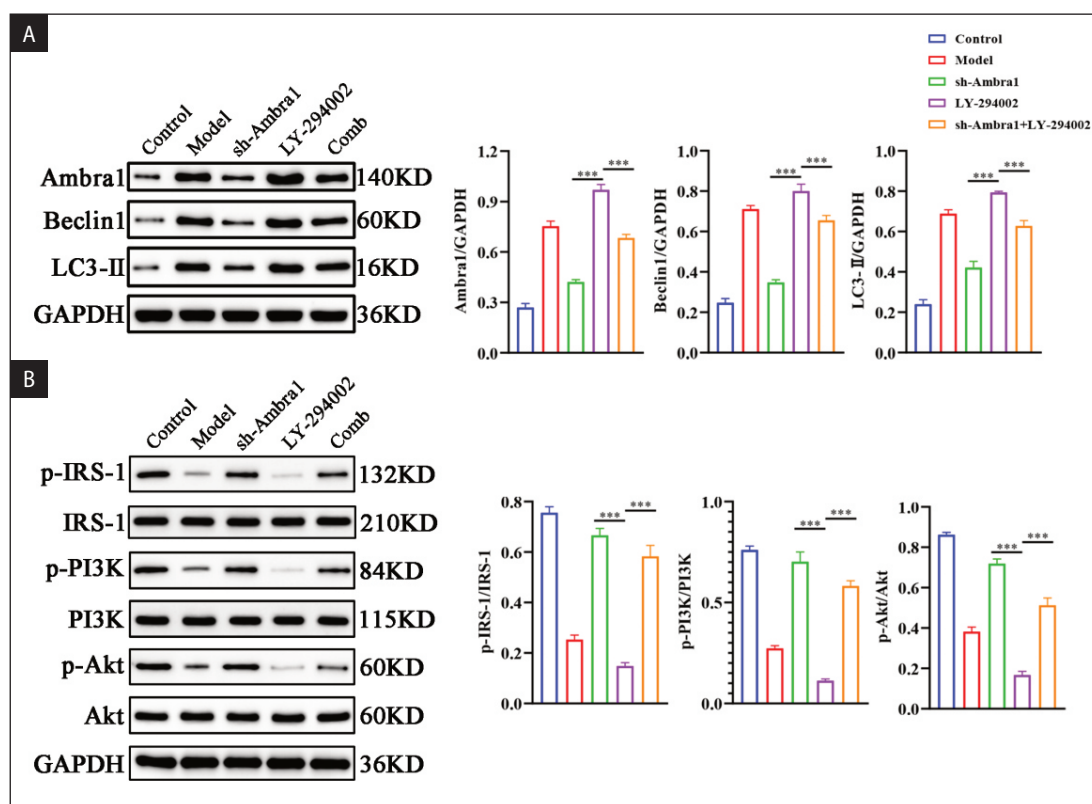 A
Control
Model
sh-Ambra1
LY-294002
Comb
Ambra1
140KD
Beclin1
60KD
LC3-II
16KD
GAPDH
36KD
Control
Model
sh-Ambra1
LY-294002
sh-Ambra1+LY-294002
Ambra1/GAPDH
1.2
0.9
0.6
0.3
0.0
*** ***
Beclin1/GAPDH
1.0
0.8
0.6
0.4
0.2
0.0
*** ***
LC3-Ⅱ/GAPDH
1.0
0.8
0.6
0.4
0.2
0.0
*** ***
B
Control
Model
sh-Ambra1
LY-294002
Comb
p-IRS-1
132KD
IRS-1
210KD
p-PI3K
84KD
PI3K
115KD
p-Akt
60KD
Akt
60KD
GAPDH
36KD
p-IRS-1/IRS-1
0.8
0.6
0.4
0.2
0.0
*** ***
p-PI3K/PI3K
1.0
0.5
0.0
*** ***
p-Akt/Akt
1.0
0.8
0.6
0.4
0.2
0.0
*** ***